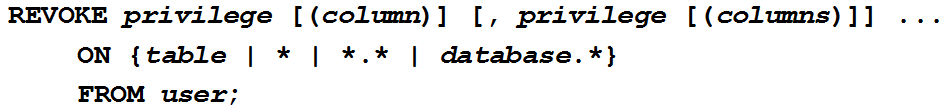 REVOKE privilege [(column)] [, privilege [(columns)]] ...
ON {table | * | *.* | database.*}
FROM user;